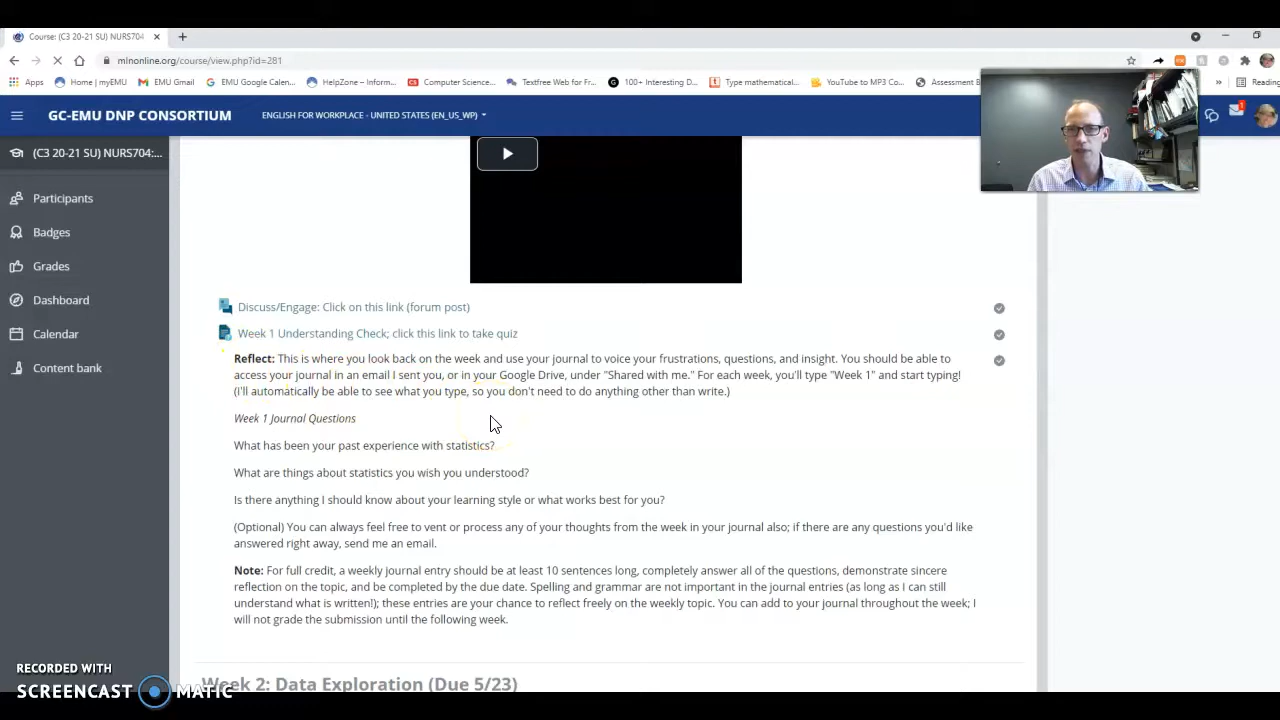 Course: (C3 20-21 SU) NURS704
mlnonline.org/course/view.php?id=281
Apps
Home | myEMU
EMU Gmail
EMU Google Calen...
HelpZone – Inform...
Computer Science...
Textfree Web for Fr...
100+ Interesting D...
Type mathematical...
YouTube to MP3 Co...
Assessment B
Reading
GC-EMU DNP CONSORTIUM
ENGLISH FOR WORKPLACE - UNITED STATES (EN_US_WP)
1
(C3 20-21 SU) NURS704:...
Participants
Badges
Grades
Dashboard
Calendar
Content bank
Discuss/Engage: Click on this link (forum post)
Week 1 Understanding Check; click this link to take quiz
Reflect: This is where you look back on the week and use your journal to voice your frustrations, questions, and insight. You should be able to
access your journal in an email I sent you, or in your Google Drive, under "Shared with me." For each week, you'll type "Week 1" and start typing!
(I'll automatically be able to see what you type, so you don't need to do anything other than write.)
Week 1 Journal Questions
What has been your past experience with statistics?
What are things about statistics you wish you understood?
Is there anything I should know about your learning style or what works best for you?
(Optional) You can always feel free to vent or process any of your thoughts from the week in your journal also; if there are any questions you'd like
answered right away, send me an email.
Note: For full credit, a weekly journal entry should be at least 10 sentences long, completely answer all of the questions, demonstrate sincere
reflection on the topic, and be completed by the due date. Spelling and grammar are not important in the journal entries (as long as I can still
understand what is written!); these entries are your chance to reflect freely on the weekly topic. You can add to your journal throughout the week; I
will not grade the submission until the following week.
Week 2: Data Exploration (Due 5/23)
RECORDED WITH
SCREENCAST MATIC